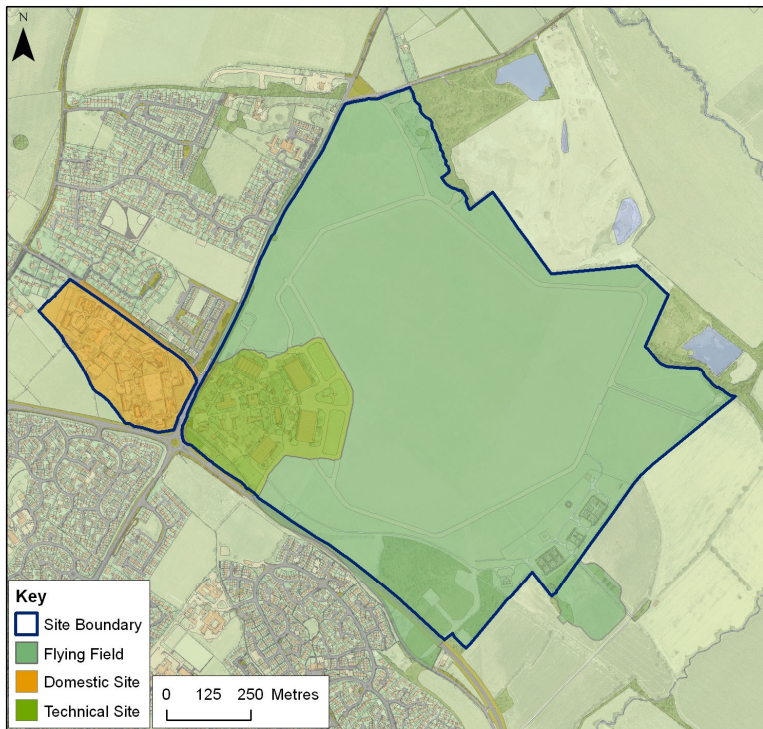 N
Key
Site Boundary
Flying Field
Domestic Site
Technical Site
0 125 250 Metres